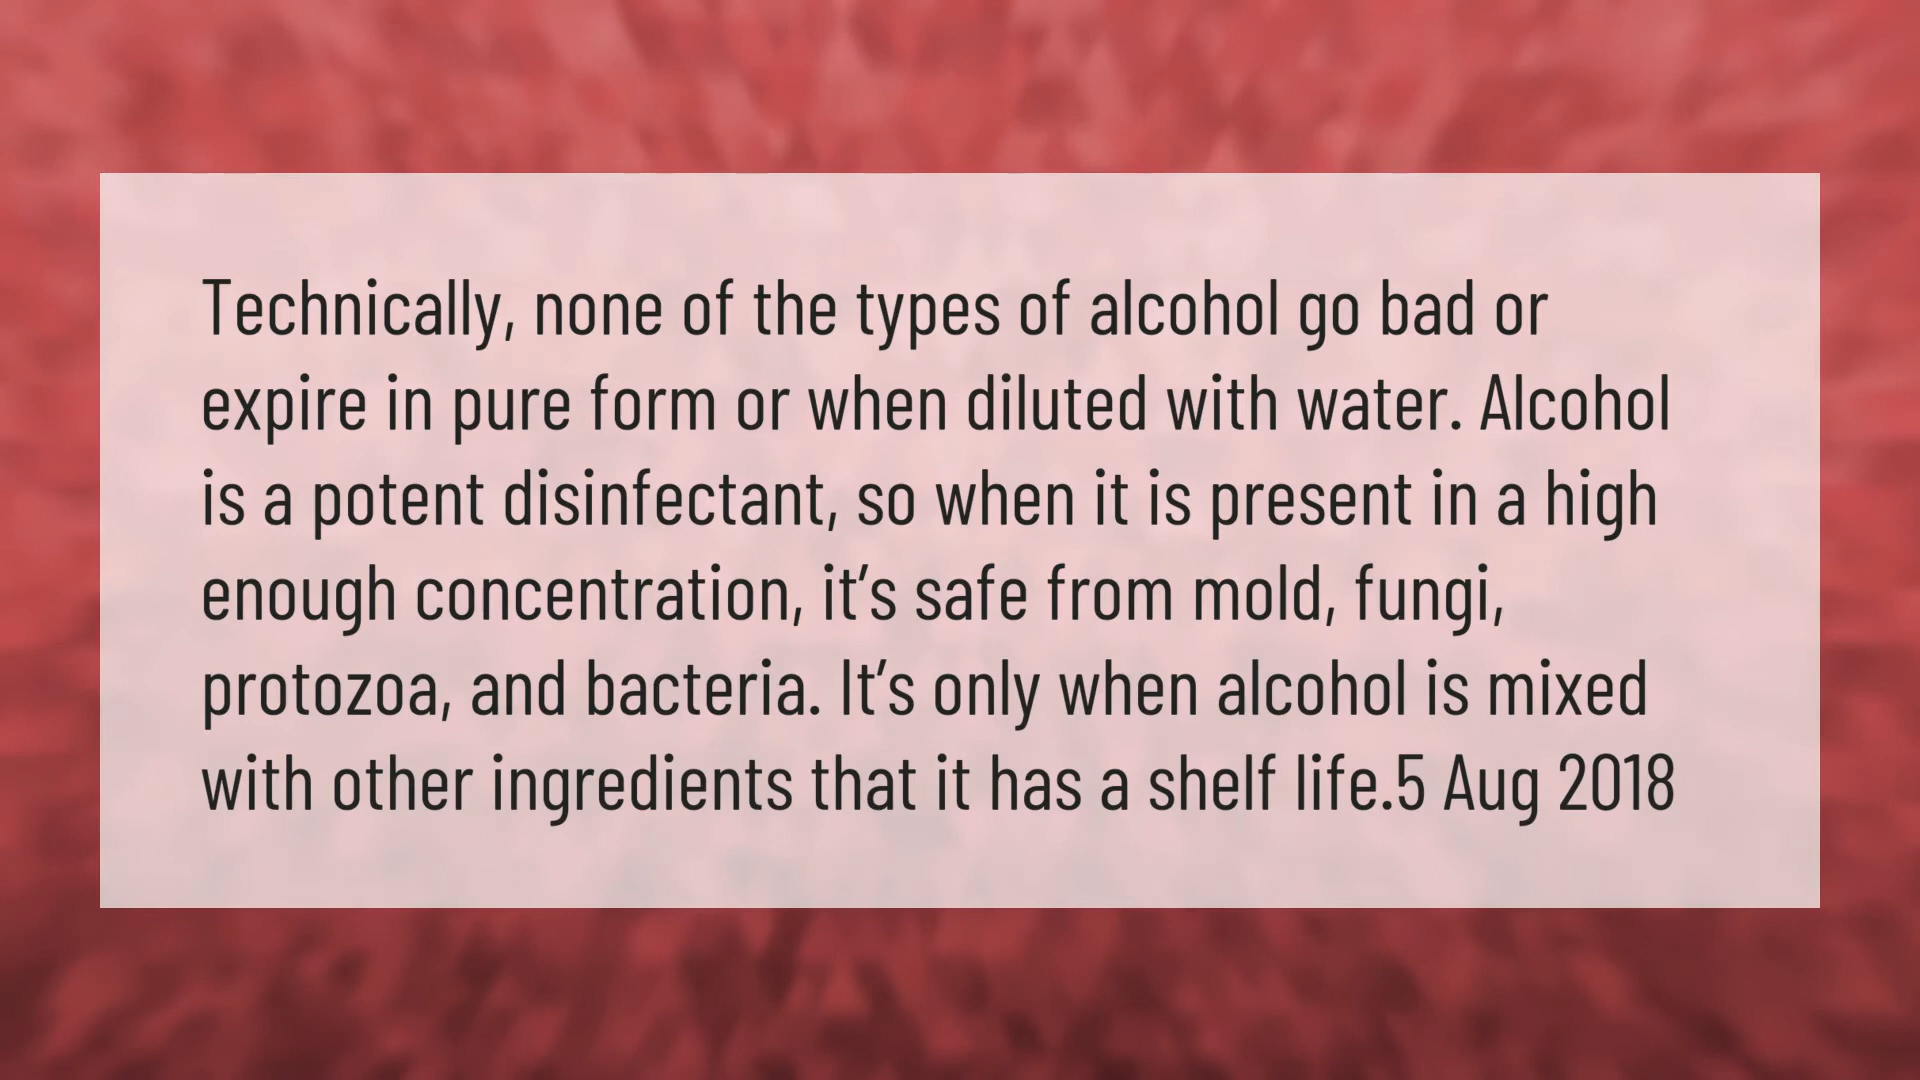 Technically, none of the types of alcohol go bad or
expire in pure form or when diluted with water. Alcohol
is a potent disinfectant, so when it is present in a high
enough concentration, it’s safe from mold, fungi,
protozoa, and bacteria. It’s only when alcohol is mixed
with other ingredients that it has a shelf life.5 Aug 2018